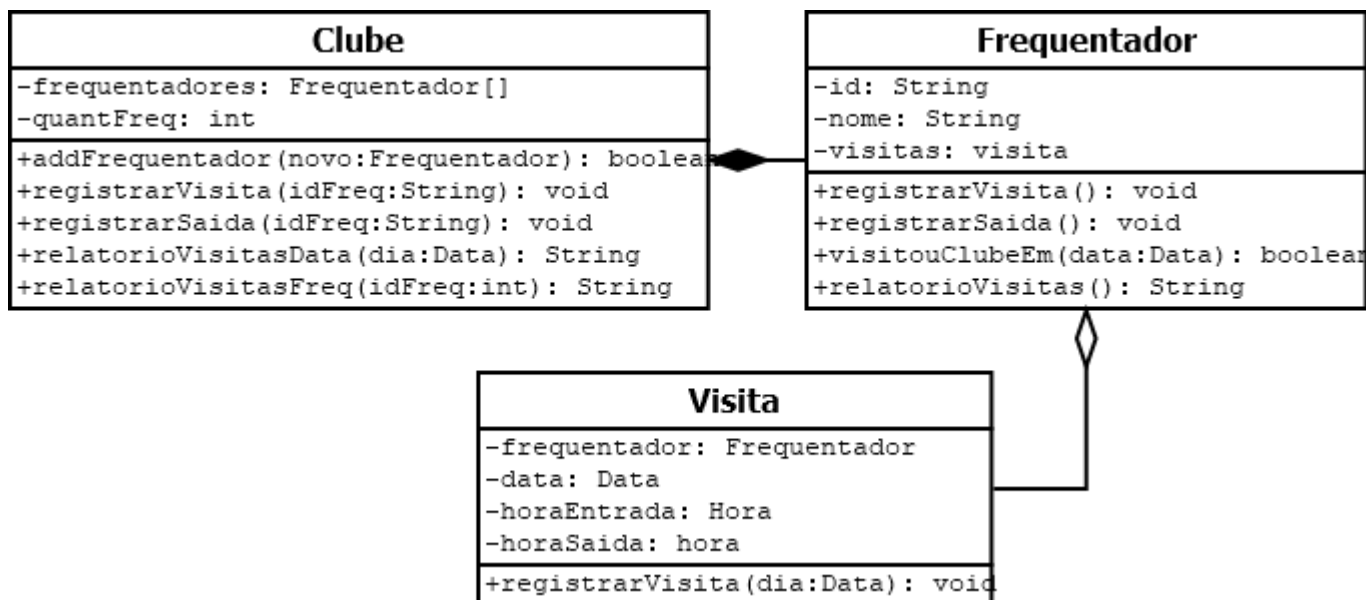 Clube
-frequentadores: Frequentador[]
-quantFreq: int
+addFrequentador(novo:Frequentador): boolean
+registrarVisita(idFreq:String): void
+registrarSaida(idFreq:String): void
+relatorioVisitasData(dia:Data): String
+relatorioVisitasFreq(idFreq:int): String
Frequentador
-id: String
-nome: String
-visitas: visita
+registrarVisita(): void
+registrarSaida(): void
+visitouClubeEm(data:Data): boolean
+relatorioVisitas(): String
Visita
-frequentador: Frequentador
-data: Data
-horaEntrada: Hora
-horaSaida: hora
+registrarVisita(dia:Data): void